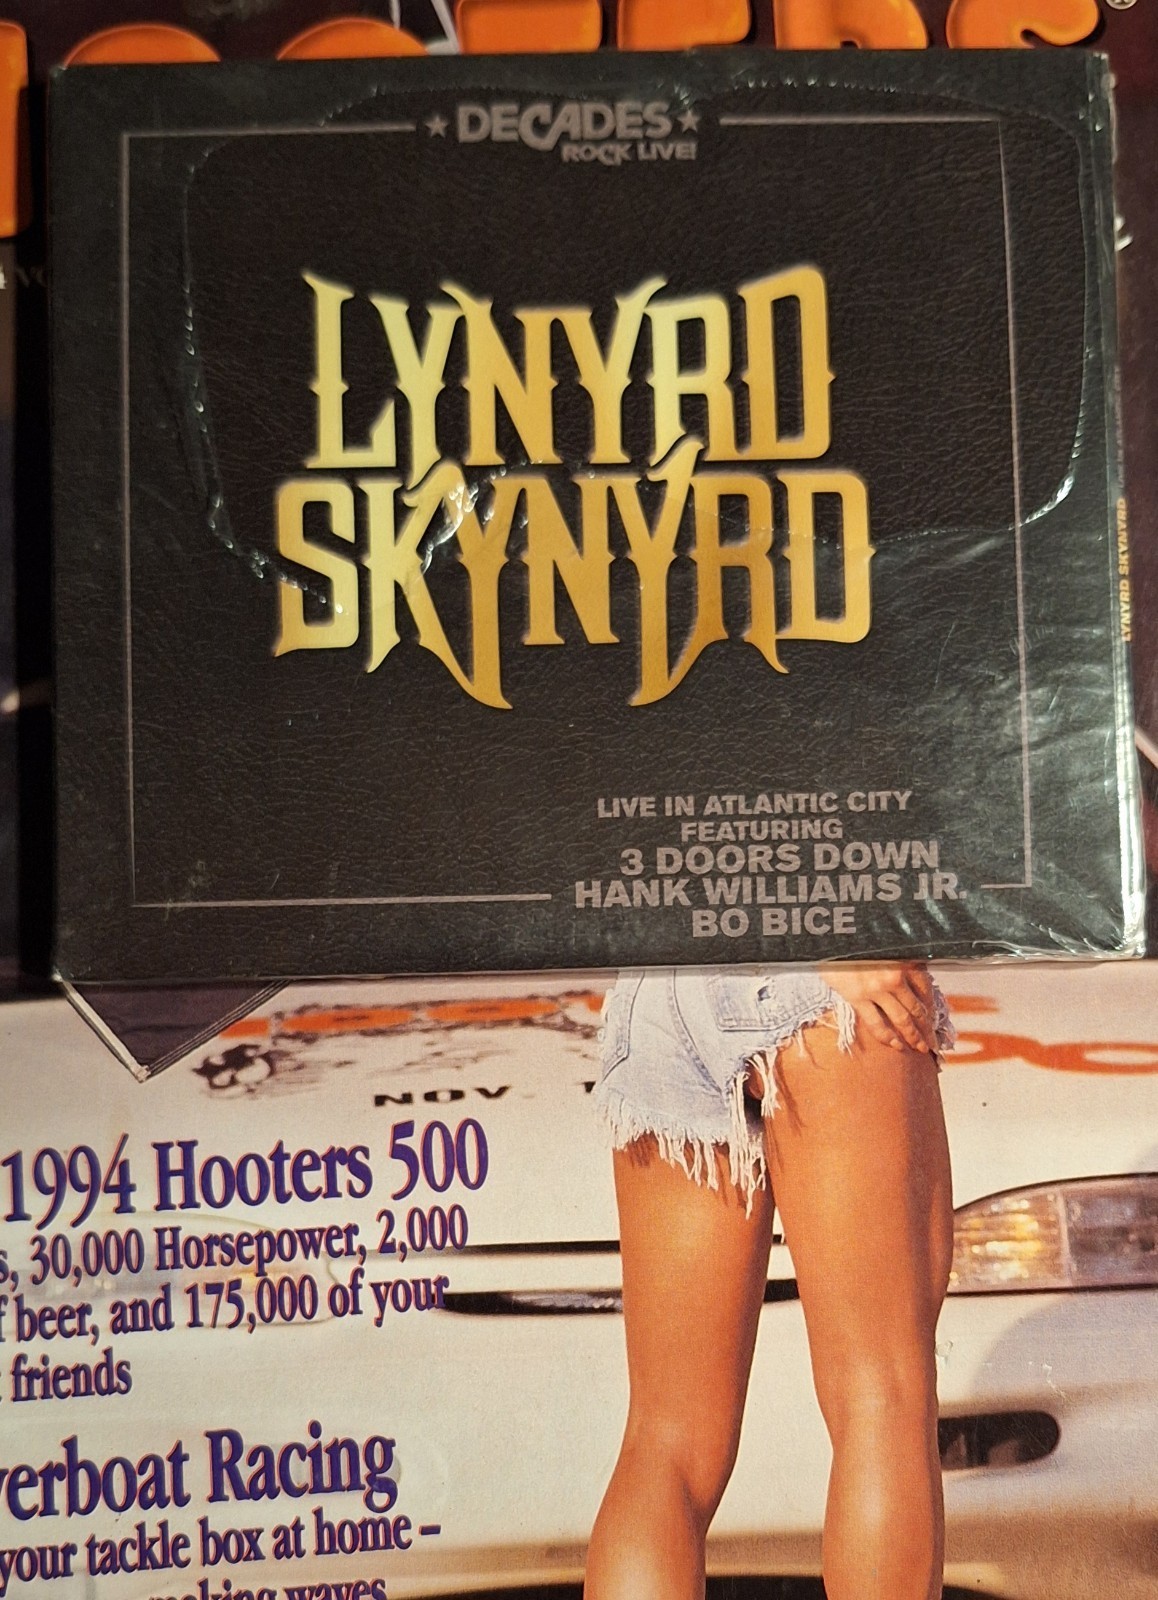 ★ DECADES ★
ROCK LIVE!
LYNYRD
SKYNYRD
LIVE IN ATLANTIC CITY
FEATURING
3 DOORS DOWN
HANK WILLIAMS JR.
BO BICE
LYNYRD SKYNYRD
NOV
1994 Hooters 500
30,000 Horsepower, 2,000
beer, and 175,000 of your
friends
Racing
your tackle box at home –
making waves